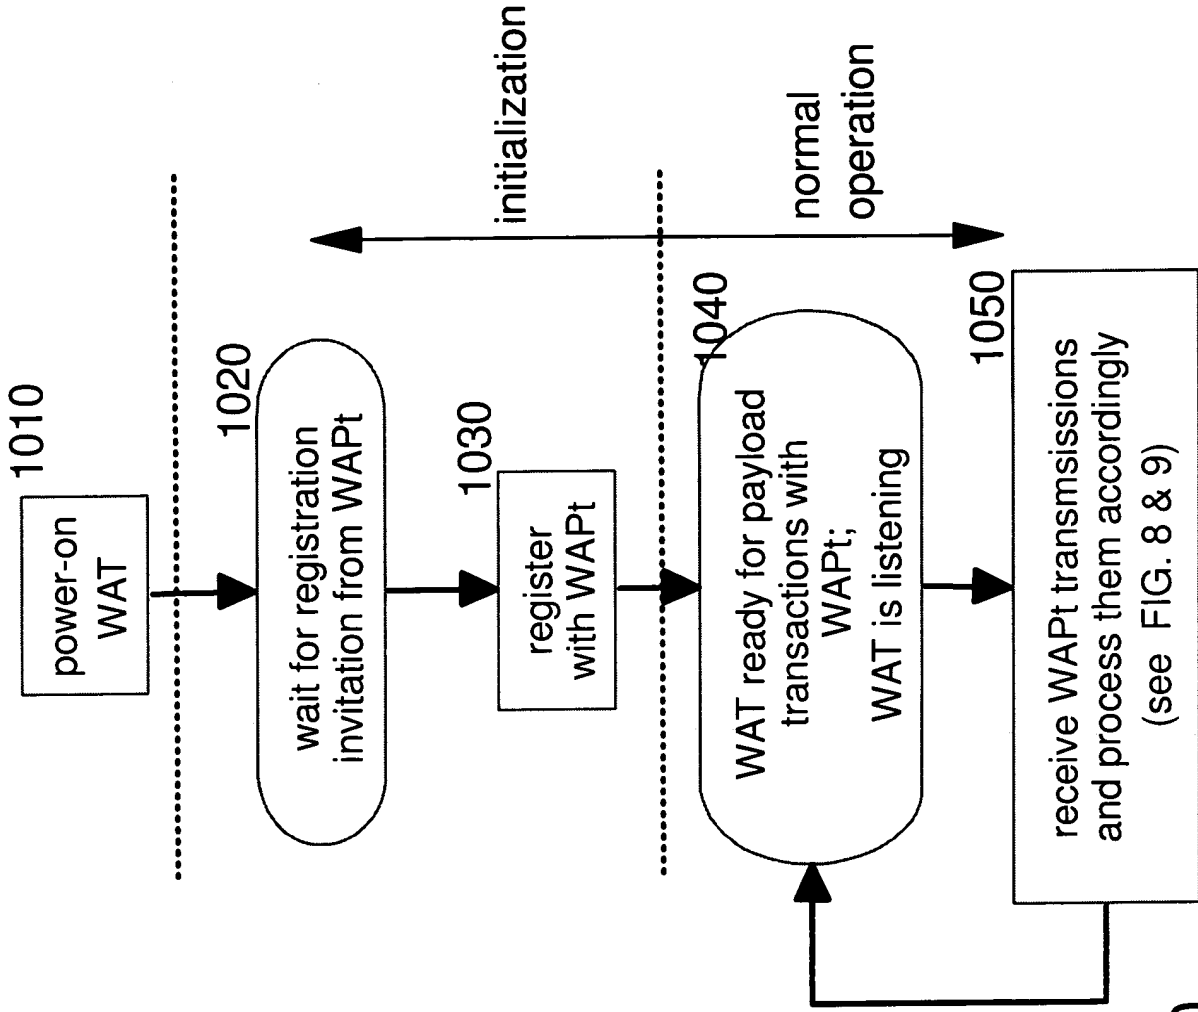 1010
power-on
WAT
1020
wait for registration
invitation from WAPt
initialization
1030
register
with WAPt
1040
WAT ready for payload
transactions with
WAPt;
WAT is listening
normal
operation
1050
receive WAPt transmsissions
and process them accordingly
(see FIG. 8 & 9)